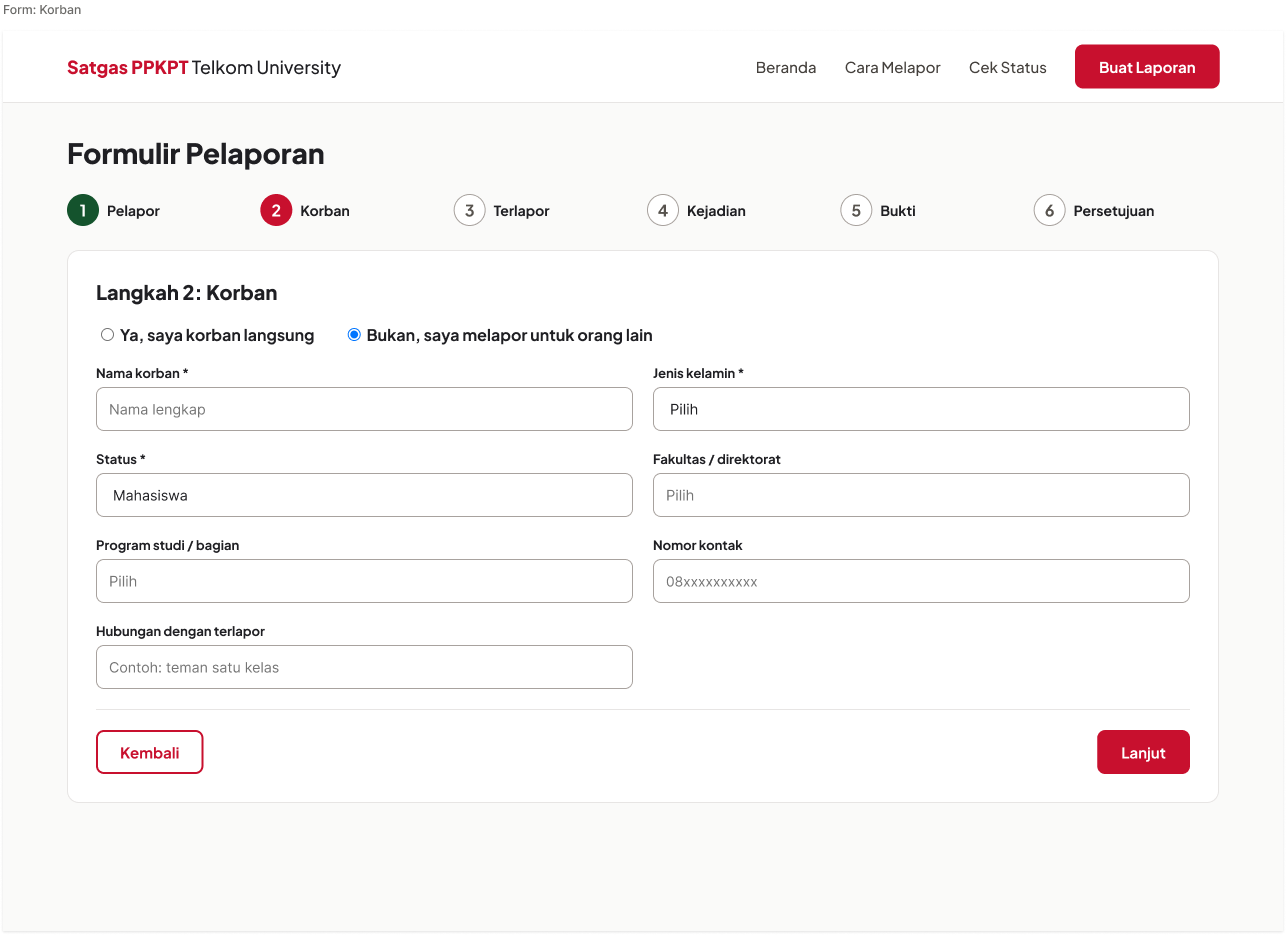 Form: Korban
Satgas PPKPT Telkom University
Beranda
Cara Melapor
Cek Status
Buat Laporan
Formulir Pelaporan
1 Pelapor
2 Korban
3 Terlapor
4 Kejadian
5 Bukti
6 Persetujuan
Langkah 2: Korban
Ya, saya korban langsung
Bukan, saya melapor untuk orang lain
Nama korban *
Nama lengkap
Jenis kelamin *
Pilih
Status *
Mahasiswa
Fakultas / direktorat
Pilih
Program studi / bagian
Pilih
Nomor kontak
08xxxxxxxxxx
Hubungan dengan terlapor
Contoh: teman satu kelas
Kembali
Lanjut